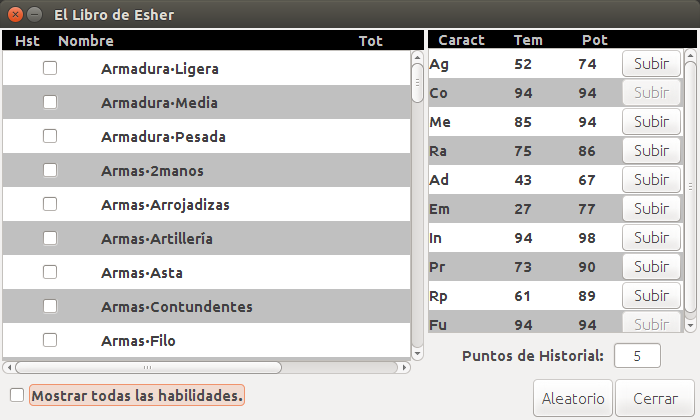 El Libro de Esher
Hst Nombre Tot
Armadura·Ligera
Armadura·Media
Armadura·Pesada
Armas·2manos
Armas·Arrojadizas
Armas·Artillería
Armas·Asta
Armas·Contundentes
Armas·Filo
Mostrar todas las habilidades.
Caract Tem Pot
Ag 52 74 Subir
Co 94 94 Subir
Me 85 94 Subir
Ra 75 86 Subir
Ad 43 67 Subir
Em 27 77 Subir
In 94 98 Subir
Pr 73 90 Subir
Rp 61 89 Subir
Fu 94 94 Subir
Puntos de Historial: 5
Aleatorio Cerrar